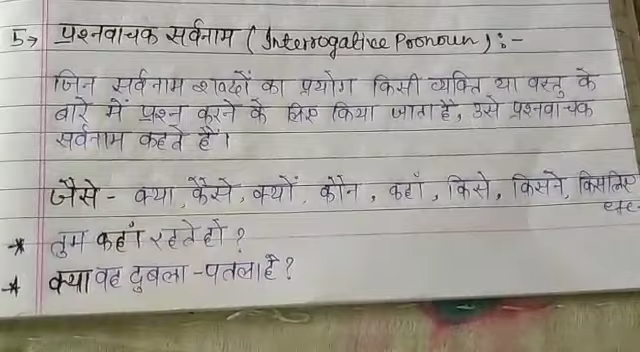 5→ प्रश्नवाचक सर्वनाम (Interrogative Pronoun):-
जिन सर्वनाम शब्दों का प्रयोग किसी व्यक्ति या वस्तु के
बारे में प्रश्न करने के लिए किया जाता है, उसे प्रश्नवाचक
सर्वनाम कहते हैं।
जैसे - क्या, कैसे, क्यों, कौन, कहाँ, किसे, किसने, किसलिए
* तुम कहाँ रहते हो ?
* क्या वह दुबला-पतला है ?